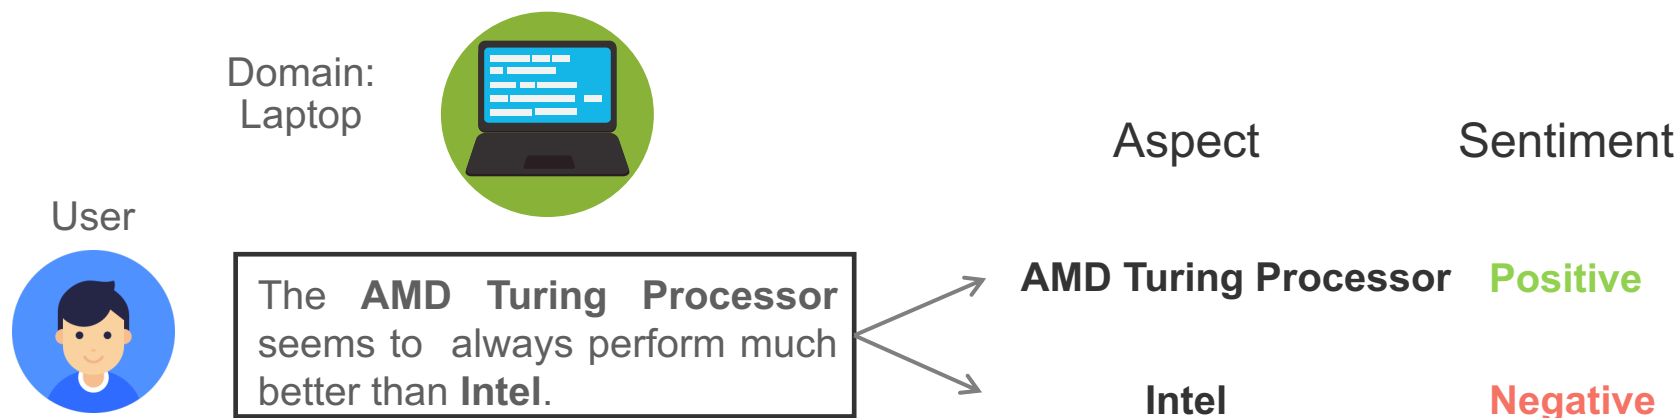 Domain:
Laptop
Aspect Sentiment
User
The AMD Turing Processor
seems to always perform much
better than Intel.
AMD Turing Processor Positive
Intel Negative